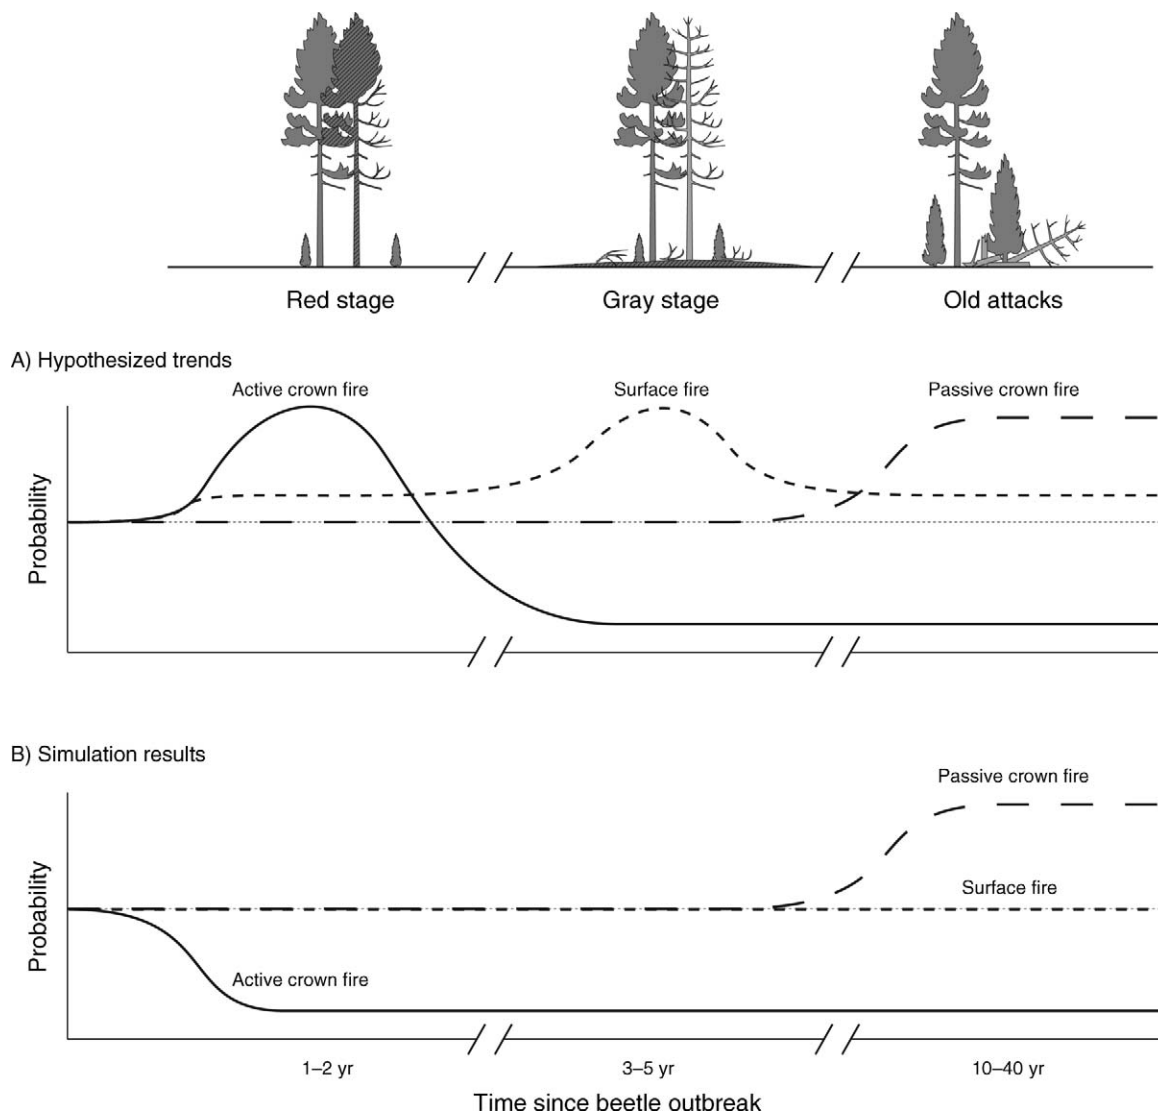 Red stage
Gray stage
Old attacks
A) Hypothesized trends
Active crown fire
Surface fire
Passive crown fire
Probability
B) Simulation results
Passive crown fire
Surface fire
Active crown fire
Probability
1–2 yr
3–5 yr
10–40 yr
Time since beetle outbreak